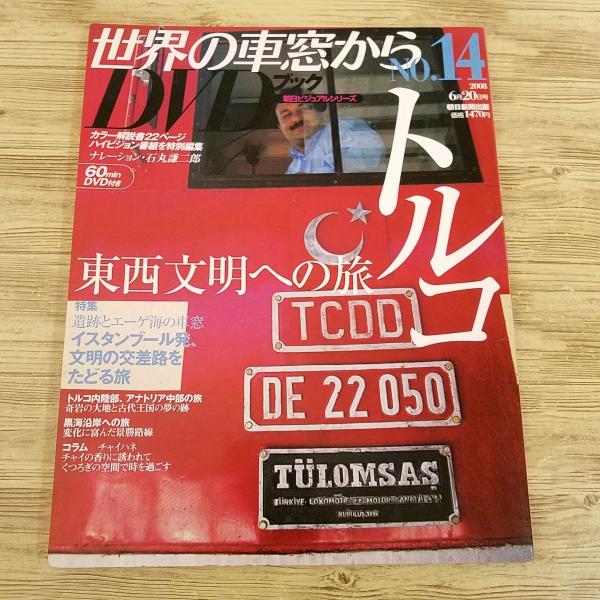 世界の車窓から
DVDブック
朝日ビジュアルシリーズ
NO.14
2008
6月20日号
朝日新聞出版
価格1470円
カラー解説書22ページ
ハイビジョン番組を特別編集
ナレーション・石丸謙二郎
60min
DVD付き
トルコ
東西文明への旅
特集
遺跡とエーゲ海の車窓
イスタンブール発、
文明の交差路を
たどる旅
トルコ内陸部、アナトリア中部の旅
奇岩の大地と古代王国の夢の跡
黒海沿岸への旅
変化に富んだ景勝路線
コラム チャイハネ
チャイの香りに誘われて
くつろぎの空間で時を過ごす
TCDD
DE 22 050
TÜLOMSAŞ
TÜRKİYE LOKOMOTİF VE MOTOR SANAYİİ